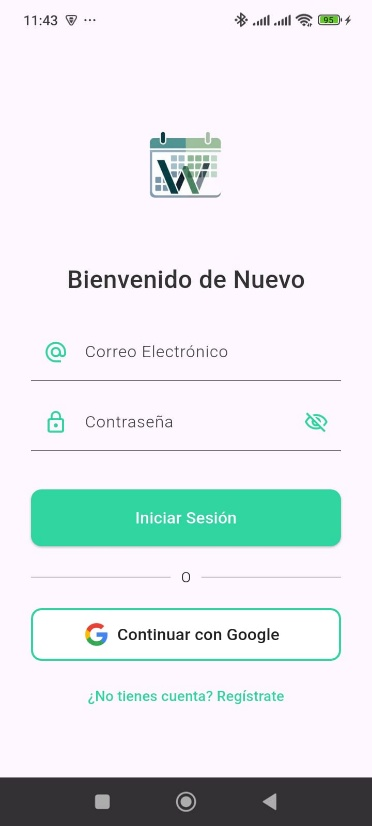 11:43
95
W
Bienvenido de Nuevo
Correo Electrónico
Contraseña
Iniciar Sesión
O
Continuar con Google
¿No tienes cuenta? Regístrate